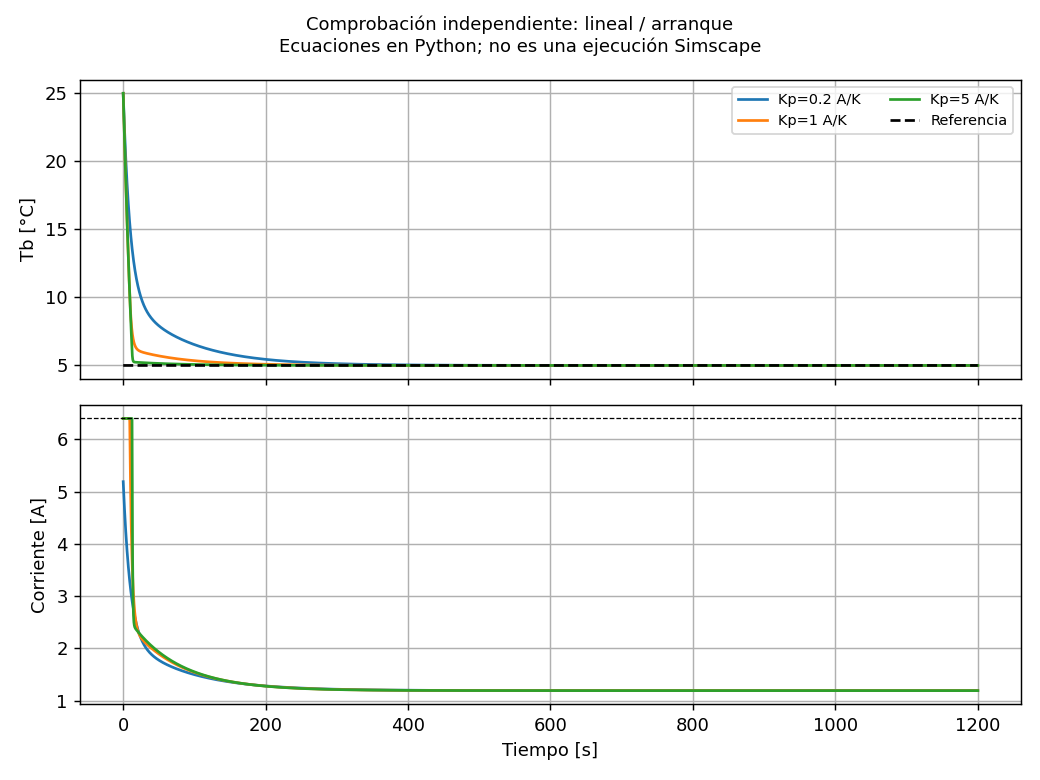 Comprobación independiente: lineal / arranque
Ecuaciones en Python; no es una ejecución Simscape
25
20
15
10
5
Tb [°C]
Kp=0.2 A/K
Kp=1 A/K
Kp=5 A/K
Referencia
6
5
4
3
2
1
Corriente [A]
0 200 400 600 800 1000 1200
Tiempo [s]